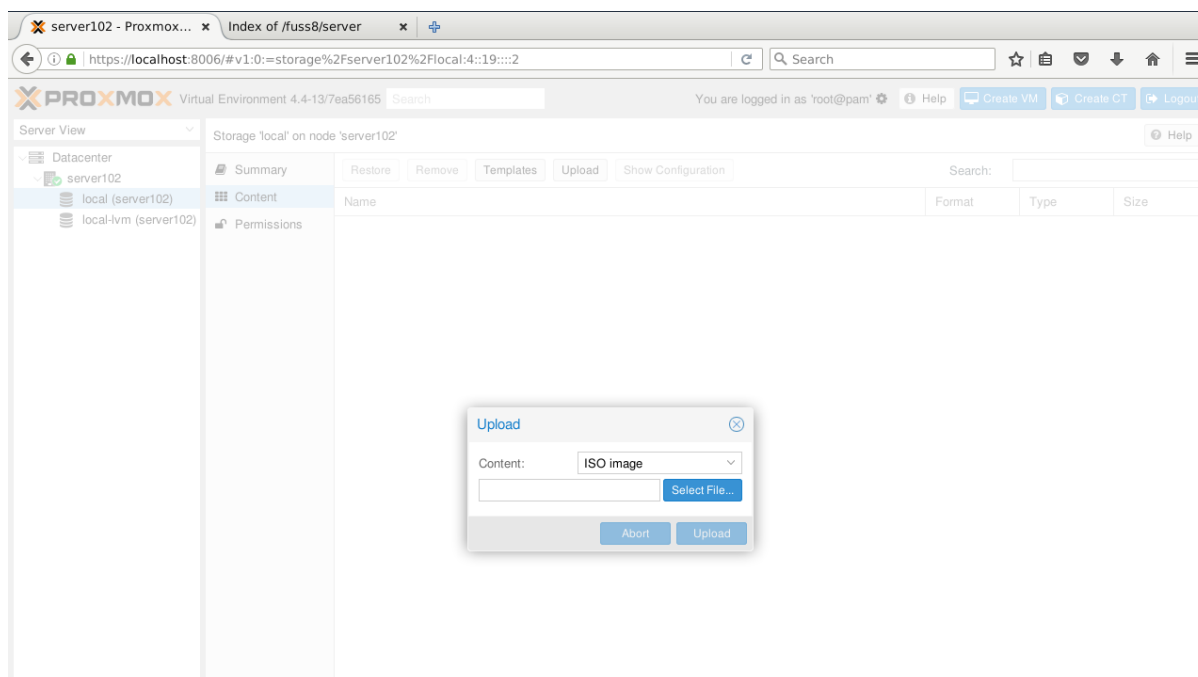 server102 - Proxmox... × Index of /fuss8/server ×
https://localhost:8006/#v1:0:=storage%2Fserver102%2Flocal:4::19::::2 Search
PROXMOX Virtual Environment 4.4-13/7ea56165 Search You are logged in as 'root@pam' Help Create VM Create CT Logou
Server View Storage 'local' on node 'server102' Help
Datacenter
server102
local (server102)
local-lvm (server102)
Summary
Content
Permissions
Restore Remove Templates Upload Show Configuration Search:
Name Format Type Size
Upload
Content: ISO image
Select File...
Abort Upload